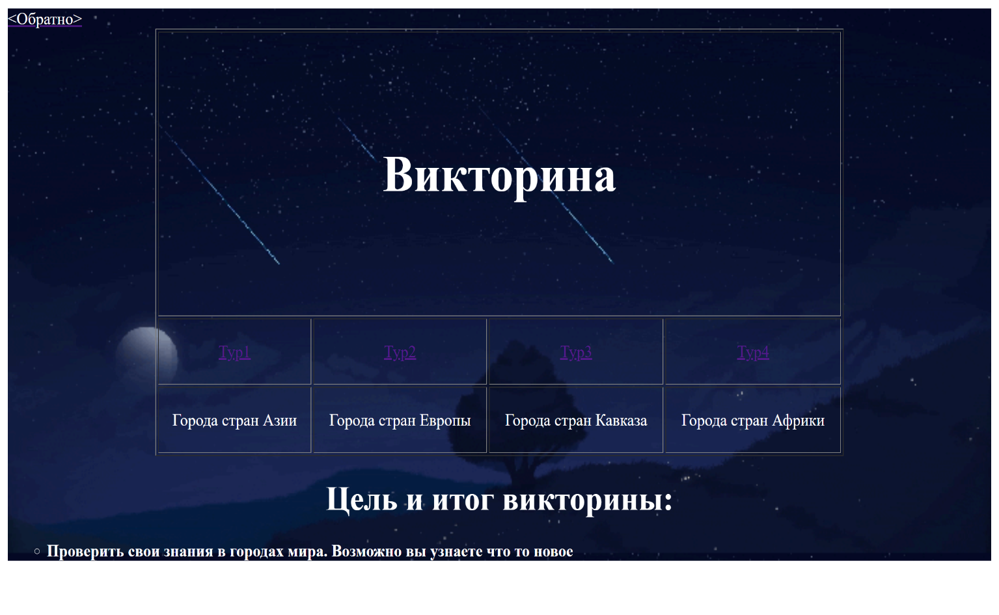 <Обратно>
Викторина
Тур1 Тур2 Тур3 Тур4
Города стран Азии Города стран Европы Города стран Кавказа Города стран Африки
Цель и итог викторины:
Проверить свои знания в городах мира. Возможно вы узнаете что то новое